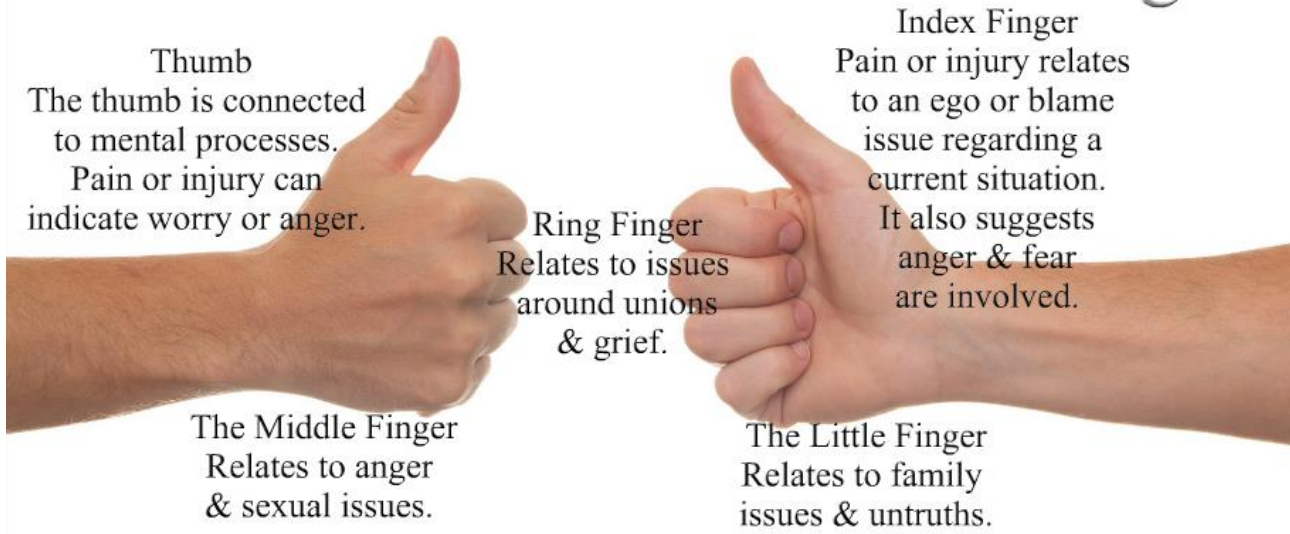 Thumb
The thumb is connected
to mental processes.
Pain or injury can
indicate worry or anger.
Index Finger
Pain or injury relates
to an ego or blame
issue regarding a
current situation.
It also suggests
anger & fear
are involved.
Ring Finger
Relates to issues
around unions
& grief.
The Middle Finger
Relates to anger
& sexual issues.
The Little Finger
Relates to family
issues & untruths.